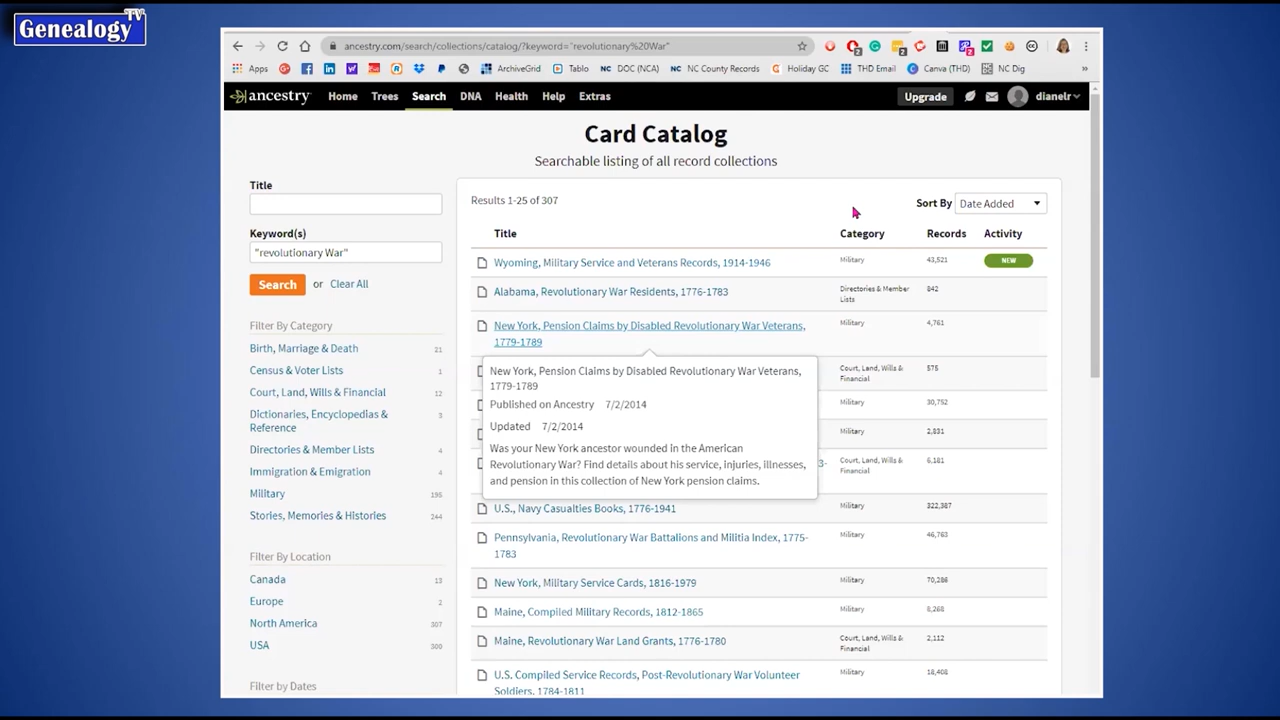 Genealogy TV
ancestry.com/search/collections/catalog/?keyword="revolutionary%20War"
Apps
ArchiveGrid
Tablo
NC DOC (NCA)
NC NC County Records
Holiday GC
THD Email
Canva (THD)
NC Dig
»
ancestry
Home
Trees
Search
DNA
Health
Help
Extras
Upgrade
dianelr
Card Catalog
Searchable listing of all record collections
Title
Keyword(s)
"revolutionary War"
Search or Clear All
Filter By Category
Birth, Marriage & Death 21
Census & Voter Lists 1
Court, Land, Wills & Financial 12
Dictionaries, Encyclopedias & 3
Reference
Directories & Member Lists 4
Immigration & Emigration 4
Military 195
Stories, Memories & Histories 244
Filter By Location
Canada 13
Europe 2
North America 307
USA 300
Filter by Dates
Results 1-25 of 307
Sort By Date Added
Title Category Records Activity
Wyoming, Military Service and Veterans Records, 1914-1946 Military 43,521 NEW
Alabama, Revolutionary War Residents, 1776-1783 Directories & Member 842
Lists
New York, Pension Claims by Disabled Revolutionary War Veterans, Military 4,761
1779-1789
New York, Pension Claims by Disabled Revolutionary War Veterans,
1779-1789
Published on Ancestry 7/2/2014
Updated 7/2/2014
Was your New York ancestor wounded in the American
Revolutionary War? Find details about his service, injuries, illnesses,
and pension in this collection of New York pension claims.
Court, Land, Wills & 575
Financial
Military 30,752
Military 2,831
3- Court, Land, Wills & 6,181
Financial
U.S., Navy Casualties Books, 1776-1941 Military 322,387
Pennsylvania, Revolutionary War Battalions and Militia Index, 1775- Military 46,763
1783
New York, Military Service Cards, 1816-1979 Military 70,286
Maine, Compiled Military Records, 1812-1865 Military 8,268
Maine, Revolutionary War Land Grants, 1776-1780 Court, Land, Wills & 2,112
Financial
U.S. Compiled Service Records, Post-Revolutionary War Volunteer Military 18,408
Soldiers, 1784-1811